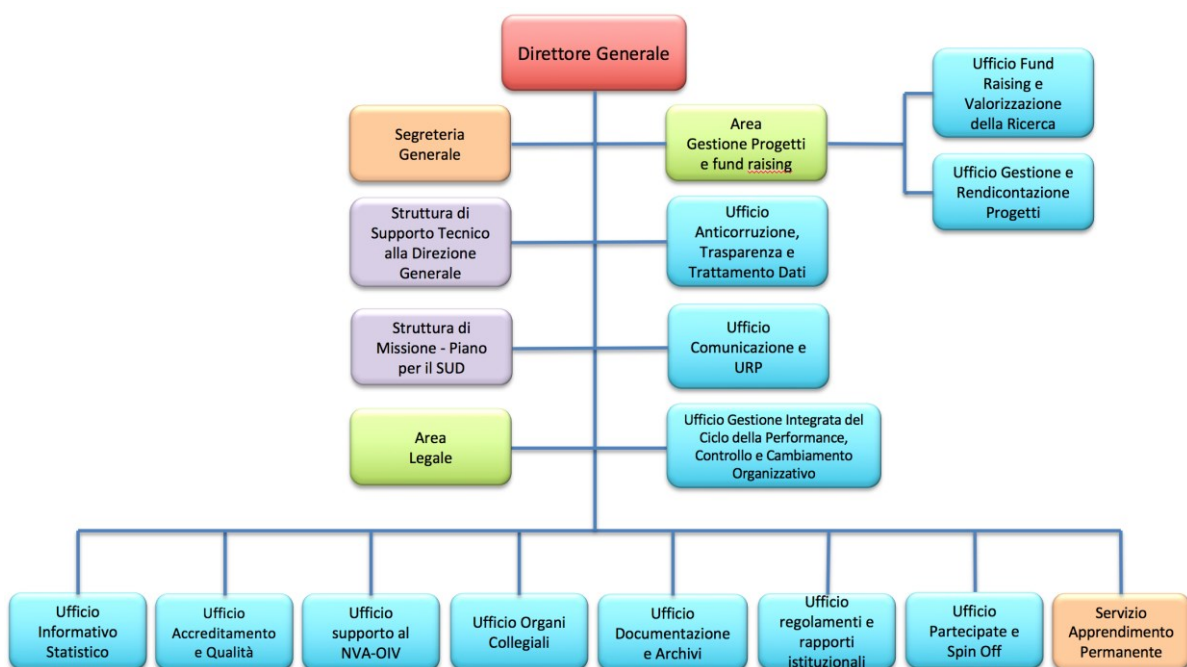 Direttore Generale
Ufficio Fund
Raising e
Valorizzazione
della Ricerca
Segreteria
Generale
Area
Gestione Progetti
e fund raising
Ufficio Gestione e
Rendicontazione
Progetti
Struttura di
Supporto Tecnico
alla Direzione
Generale
Ufficio
Anticorruzione,
Trasparenza e
Trattamento Dati
Struttura di
Missione - Piano
per il SUD
Ufficio
Comunicazione e
URP
Area
Legale
Ufficio Gestione Integrata del
Ciclo della Performance,
Controllo e Cambiamento
Organizzativo
Ufficio
Informativo
Statistico
Ufficio
Accreditamento
e Qualità
Ufficio
supporto al
NVA-OIV
Ufficio Organi
Collegiali
Ufficio
Documentazione
e Archivi
Ufficio
regolamenti e
rapporti
istituzionali
Ufficio
Partecipate e
Spin Off
Servizio
Apprendimento
Permanente